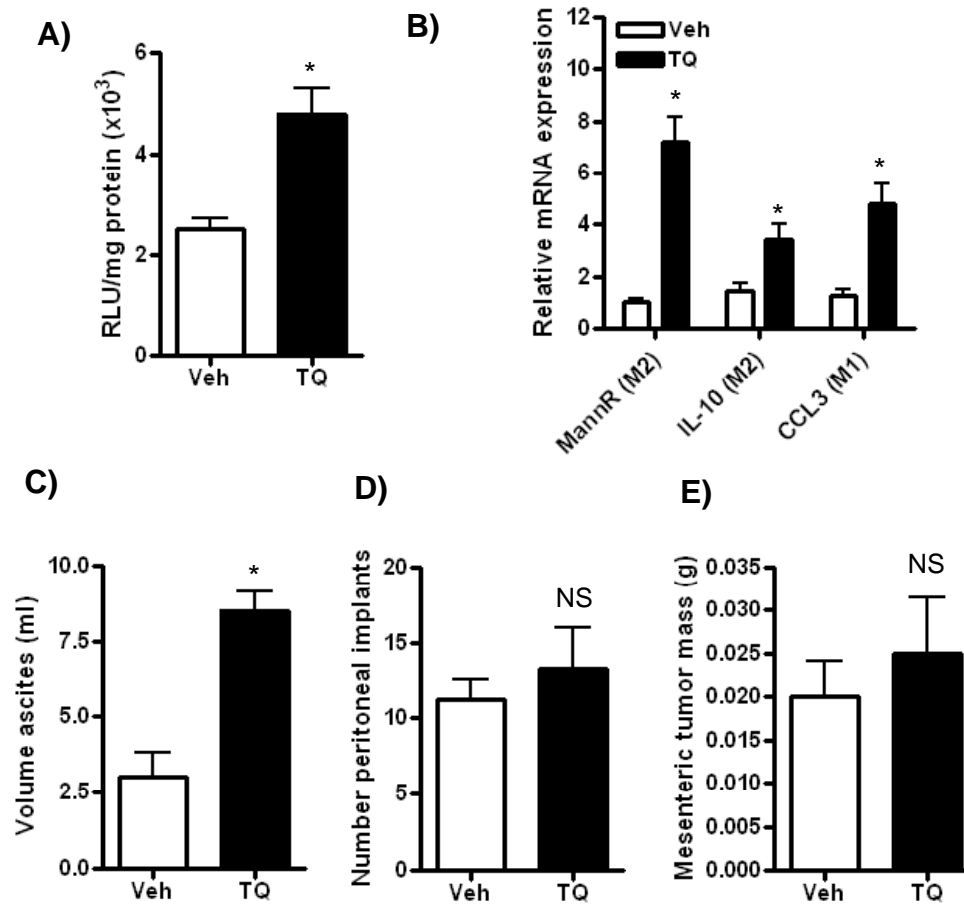 A)
RLU/mg protein (x10³)
6
4
2
0
*
Veh TQ
B)
Relative mRNA expression
12
10
8
6
4
2
0
Veh
TQ
*
*
*
MannR (M2)
IL-10 (M2)
CCL3 (M1)
C)
Volume ascites (ml)
10.0
7.5
5.0
2.5
0.0
*
Veh TQ
D)
Number peritoneal implants
20
15
10
5
0
NS
Veh TQ
E)
Mesenteric tumor mass (g)
0.035
0.030
0.025
0.020
0.015
0.010
0.005
0.000
NS
Veh TQ